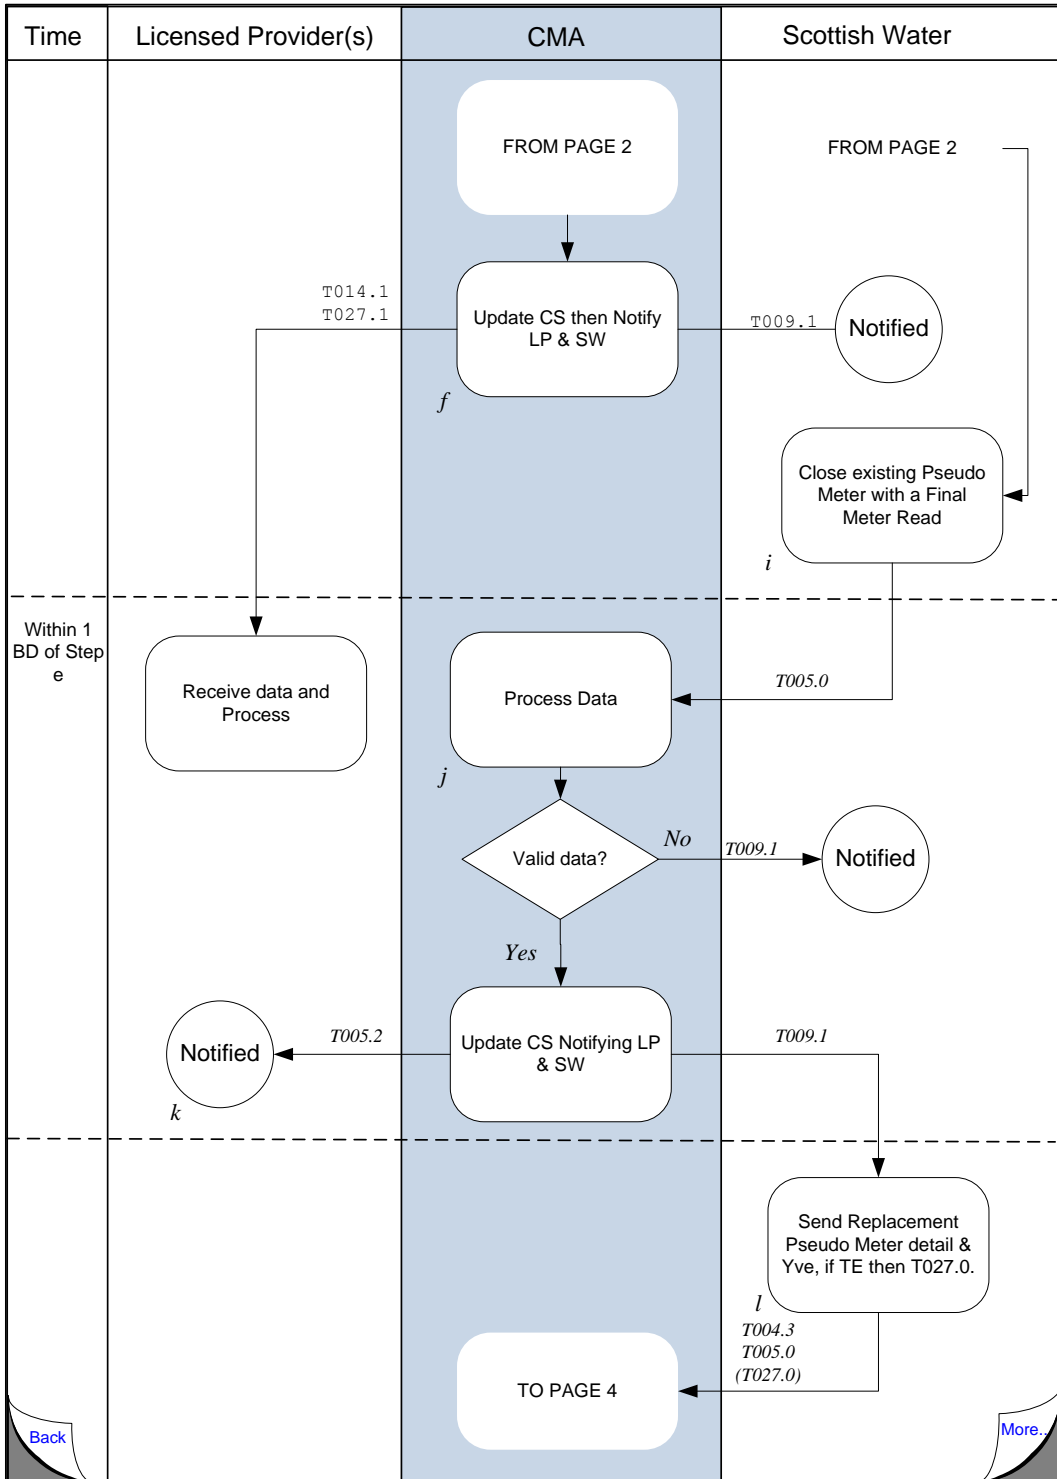 Time
Licensed Provider(s)
CMA
Scottish Water
FROM PAGE 2
FROM PAGE 2
T014.1
T027.1
Update CS then Notify
LP & SW
T009.1
Notified
f
Close existing Pseudo
Meter with a Final
Meter Read
i
Within 1
BD of Step
e
Receive data and
Process
Process Data
T005.0
j
Valid data?
No
T009.1
Notified
Yes
Notified
T005.2
Update CS Notifying LP
& SW
T009.1
k
Send Replacement
Pseudo Meter detail &
Yve, if TE then T027.0.
l
T004.3
T005.0
(T027.0)
TO PAGE 4
Back
More..